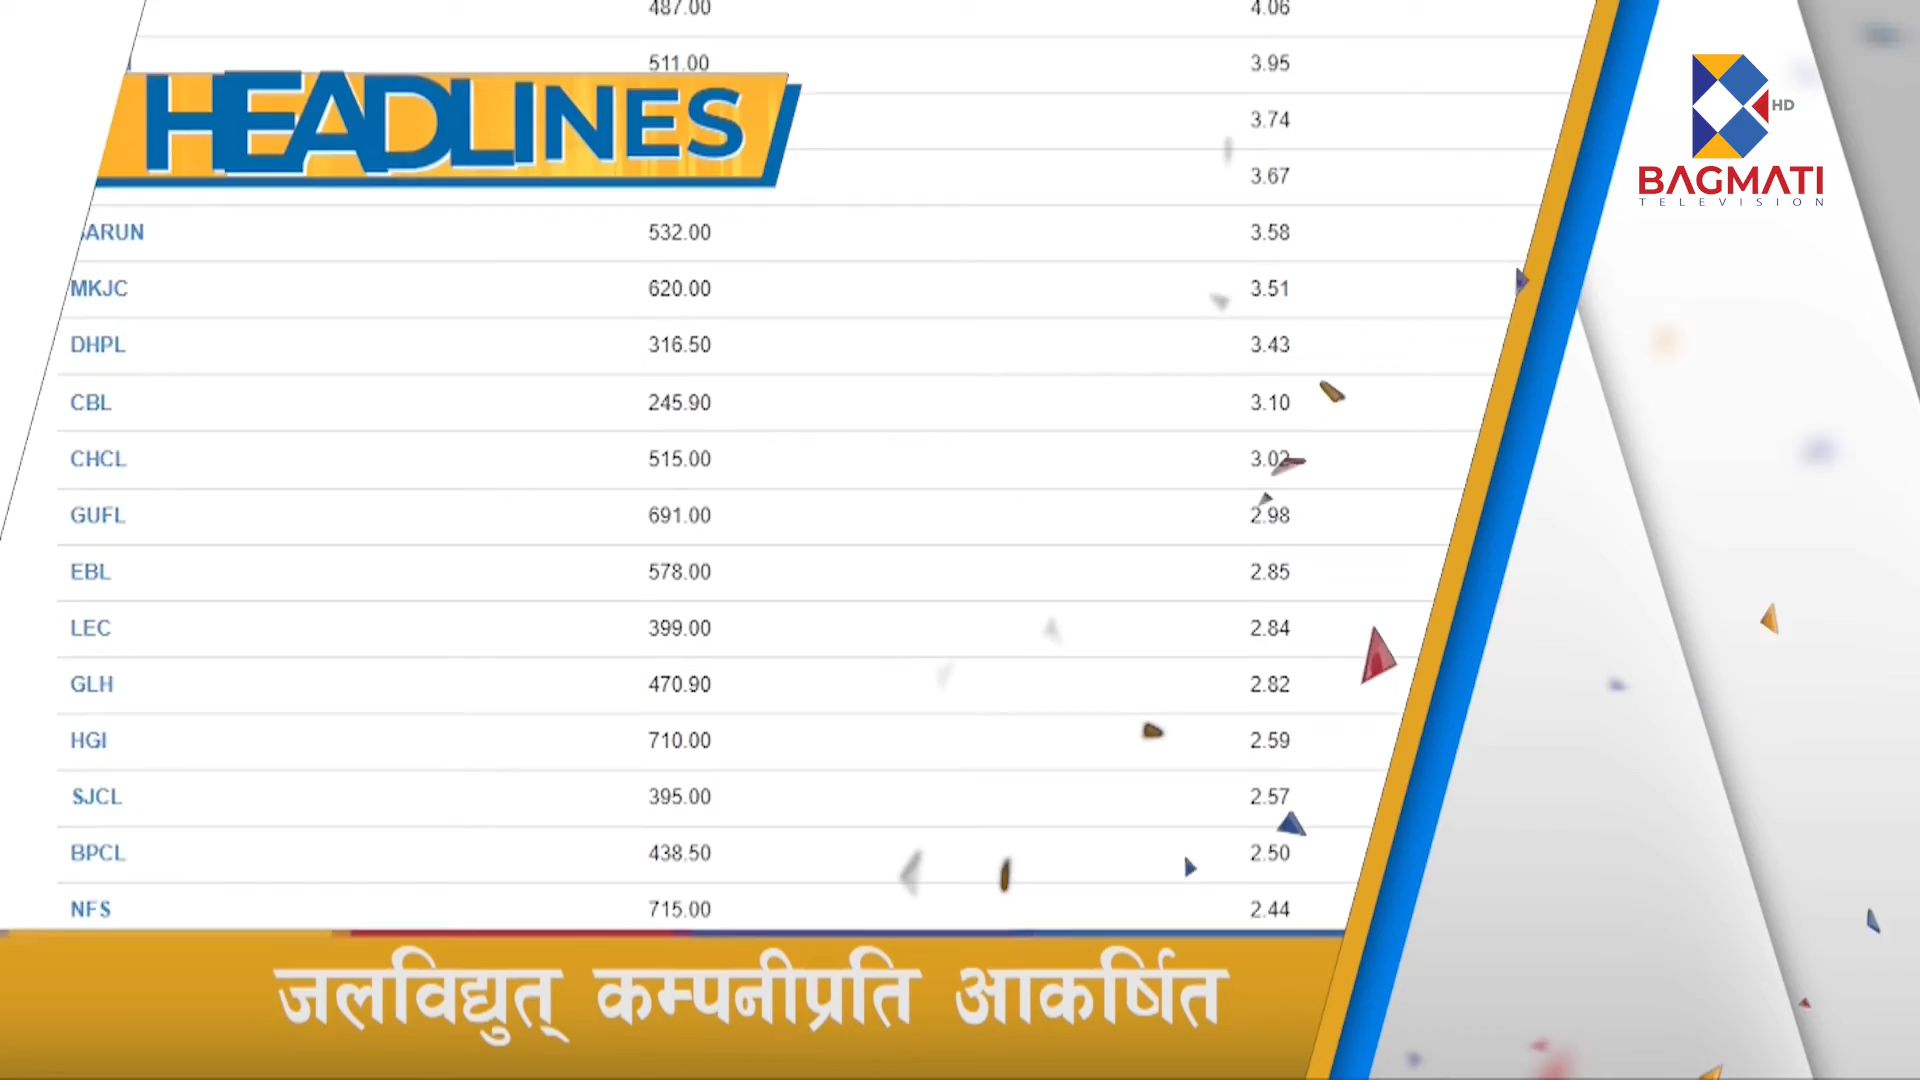 487.00 4.06
511.00 3.95
HEADLINES
3.74
3.67
HD
BAGMATI
TELEVISION
ARUN 532.00 3.58
MKJC 620.00 3.51
DHPL 316.50 3.43
CBL 245.90 3.10
CHCL 515.00 3.02
GUFL 691.00 2.98
EBL 578.00 2.85
LEC 399.00 2.84
GLH 470.90 2.82
HGI 710.00 2.59
SJCL 395.00 2.57
BPCL 438.50 2.50
NFS 715.00 2.44
जलविद्युत् कम्पनीप्रति आकर्षित